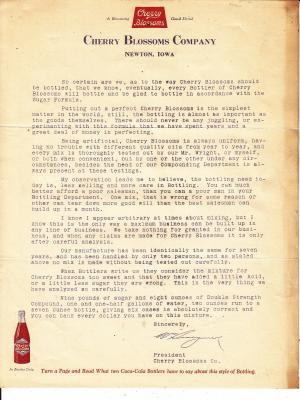 A Blooming
Cherry
Blossoms
Good Drink
CHERRY BLOSSOMS COMPANY
NEWTON, IOWA
So certain are we, as to the way Cherry Blossoms should
be bottled, that we know, eventually, every Bottler of Cherry
Blossoms will bottle and be glad to bottle in accordance with the
Sugar Formula.
Putting out a perfect Cherry Blossoms is the simplest
matter in the world, still, the bottling is almost as important as
the goods themselves. There should never be any juggling, or ex-
perimenting with this formula that we have spent years and a
great deal of money in perfecting.
Being artificial, Cherry Blossoms is always uniform, hav-
ing no trouble with different quality oils from year to year, and
every mix is thoroughly tested out by our Mr. Wright, or myself,
or both when convenient, but no one or the other under any cir-
cumstances, besides the head of our Compounding Department is al-
ways present at these testings.
My observation leads me to believe, the bottling need to-
day is, less selling and more care in Bottling. You can much
better afford a poor salesman, than you can a poor man in your
Bottling Department. One mix, that is wrong for some reason or
other can tear down more good will than the best salesman can
build up in a month.
I know I appear arbitrary at times about mixing, but I
know this is the only way a maximum business can be built up in
any line of business. We take nothing for granted in our busi-
ness, and when any claims are made for Cherry Blossoms it is only
after careful analysis.
Our manufacture has been identically the same for seven
years, and has been handled by only two persons, and as stated
above no mix is made without being tested out carefully.
When Bottlers write us they consider the mixture for
Cherry Blossoms too sweet and that they have added a little acid,
or a little less sugar they are wrong. This is the very thing we
have analyzed so carefully.
Nine pounds of sugar and eight ounces of Double Strength
Compound, one and one-half gallons of water, two ounces run to a
seven ounce bottle, giving six cases is absolutely correct and
you can bank every dollar you have on this mixture.
Sincerely,
President
Cherry Blossoms Co.
In Bottles Only
Turn a Page and Read What two Coca-Cola Bottlers have to say about this style of Bottling.